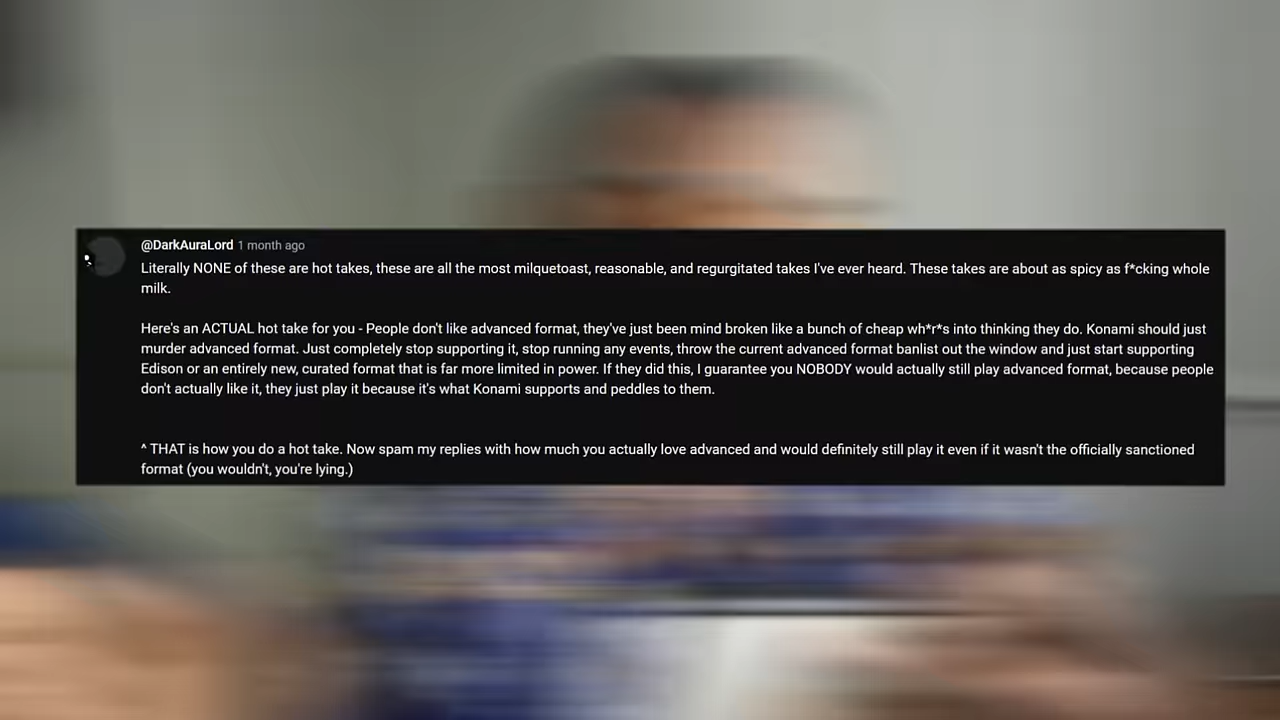 @DarkAuraLord 1 month ago
Literally NONE of these are hot takes, these are all the most milquetoast, reasonable, and regurgitated takes I've ever heard. These takes are about as spicy as f*cking whole
milk.
Here's an ACTUAL hot take for you - People don't like advanced format, they've just been mind broken like a bunch of cheap wh*r*s into thinking they do. Konami should just
murder advanced format. Just completely stop supporting it, stop running any events, throw the current advanced format banlist out the window and just start supporting
Edison or an entirely new, curated format that is far more limited in power. If they did this, I guarantee you NOBODY would actually still play advanced format, because people
don't actually like it, they just play it because it's what Konami supports and peddles to them.
^ THAT is how you do a hot take. Now spam my replies with how much you actually love advanced and would definitely still play it even if it wasn't the officially sanctioned
format (you wouldn't, you're lying.)